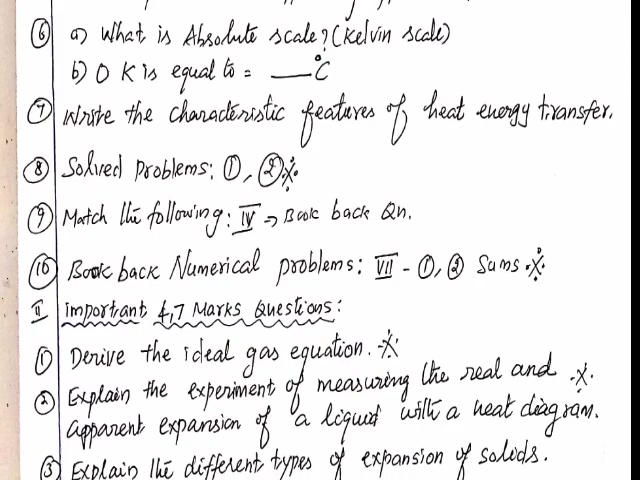 ⑥ a) What is Absolute scale? (Kelvin scale)
b) 0 K is equal to = ___°C
⑦ Write the characteristic features of heat energy transfer.
⑧ Solved Problems: ①, ② ※
⑨ Match the following: IV → Book back Qn.
⑩ Book back Numerical problems: VII - ①, ② Sums ※
II Important 4,7 Marks Questions:
① Derive the ideal gas equation. ※
② Explain the experiment of measuring the real and ※
apparent expansion of a liquid with a neat diagram.
③ Explain the different types of expansion of solids.